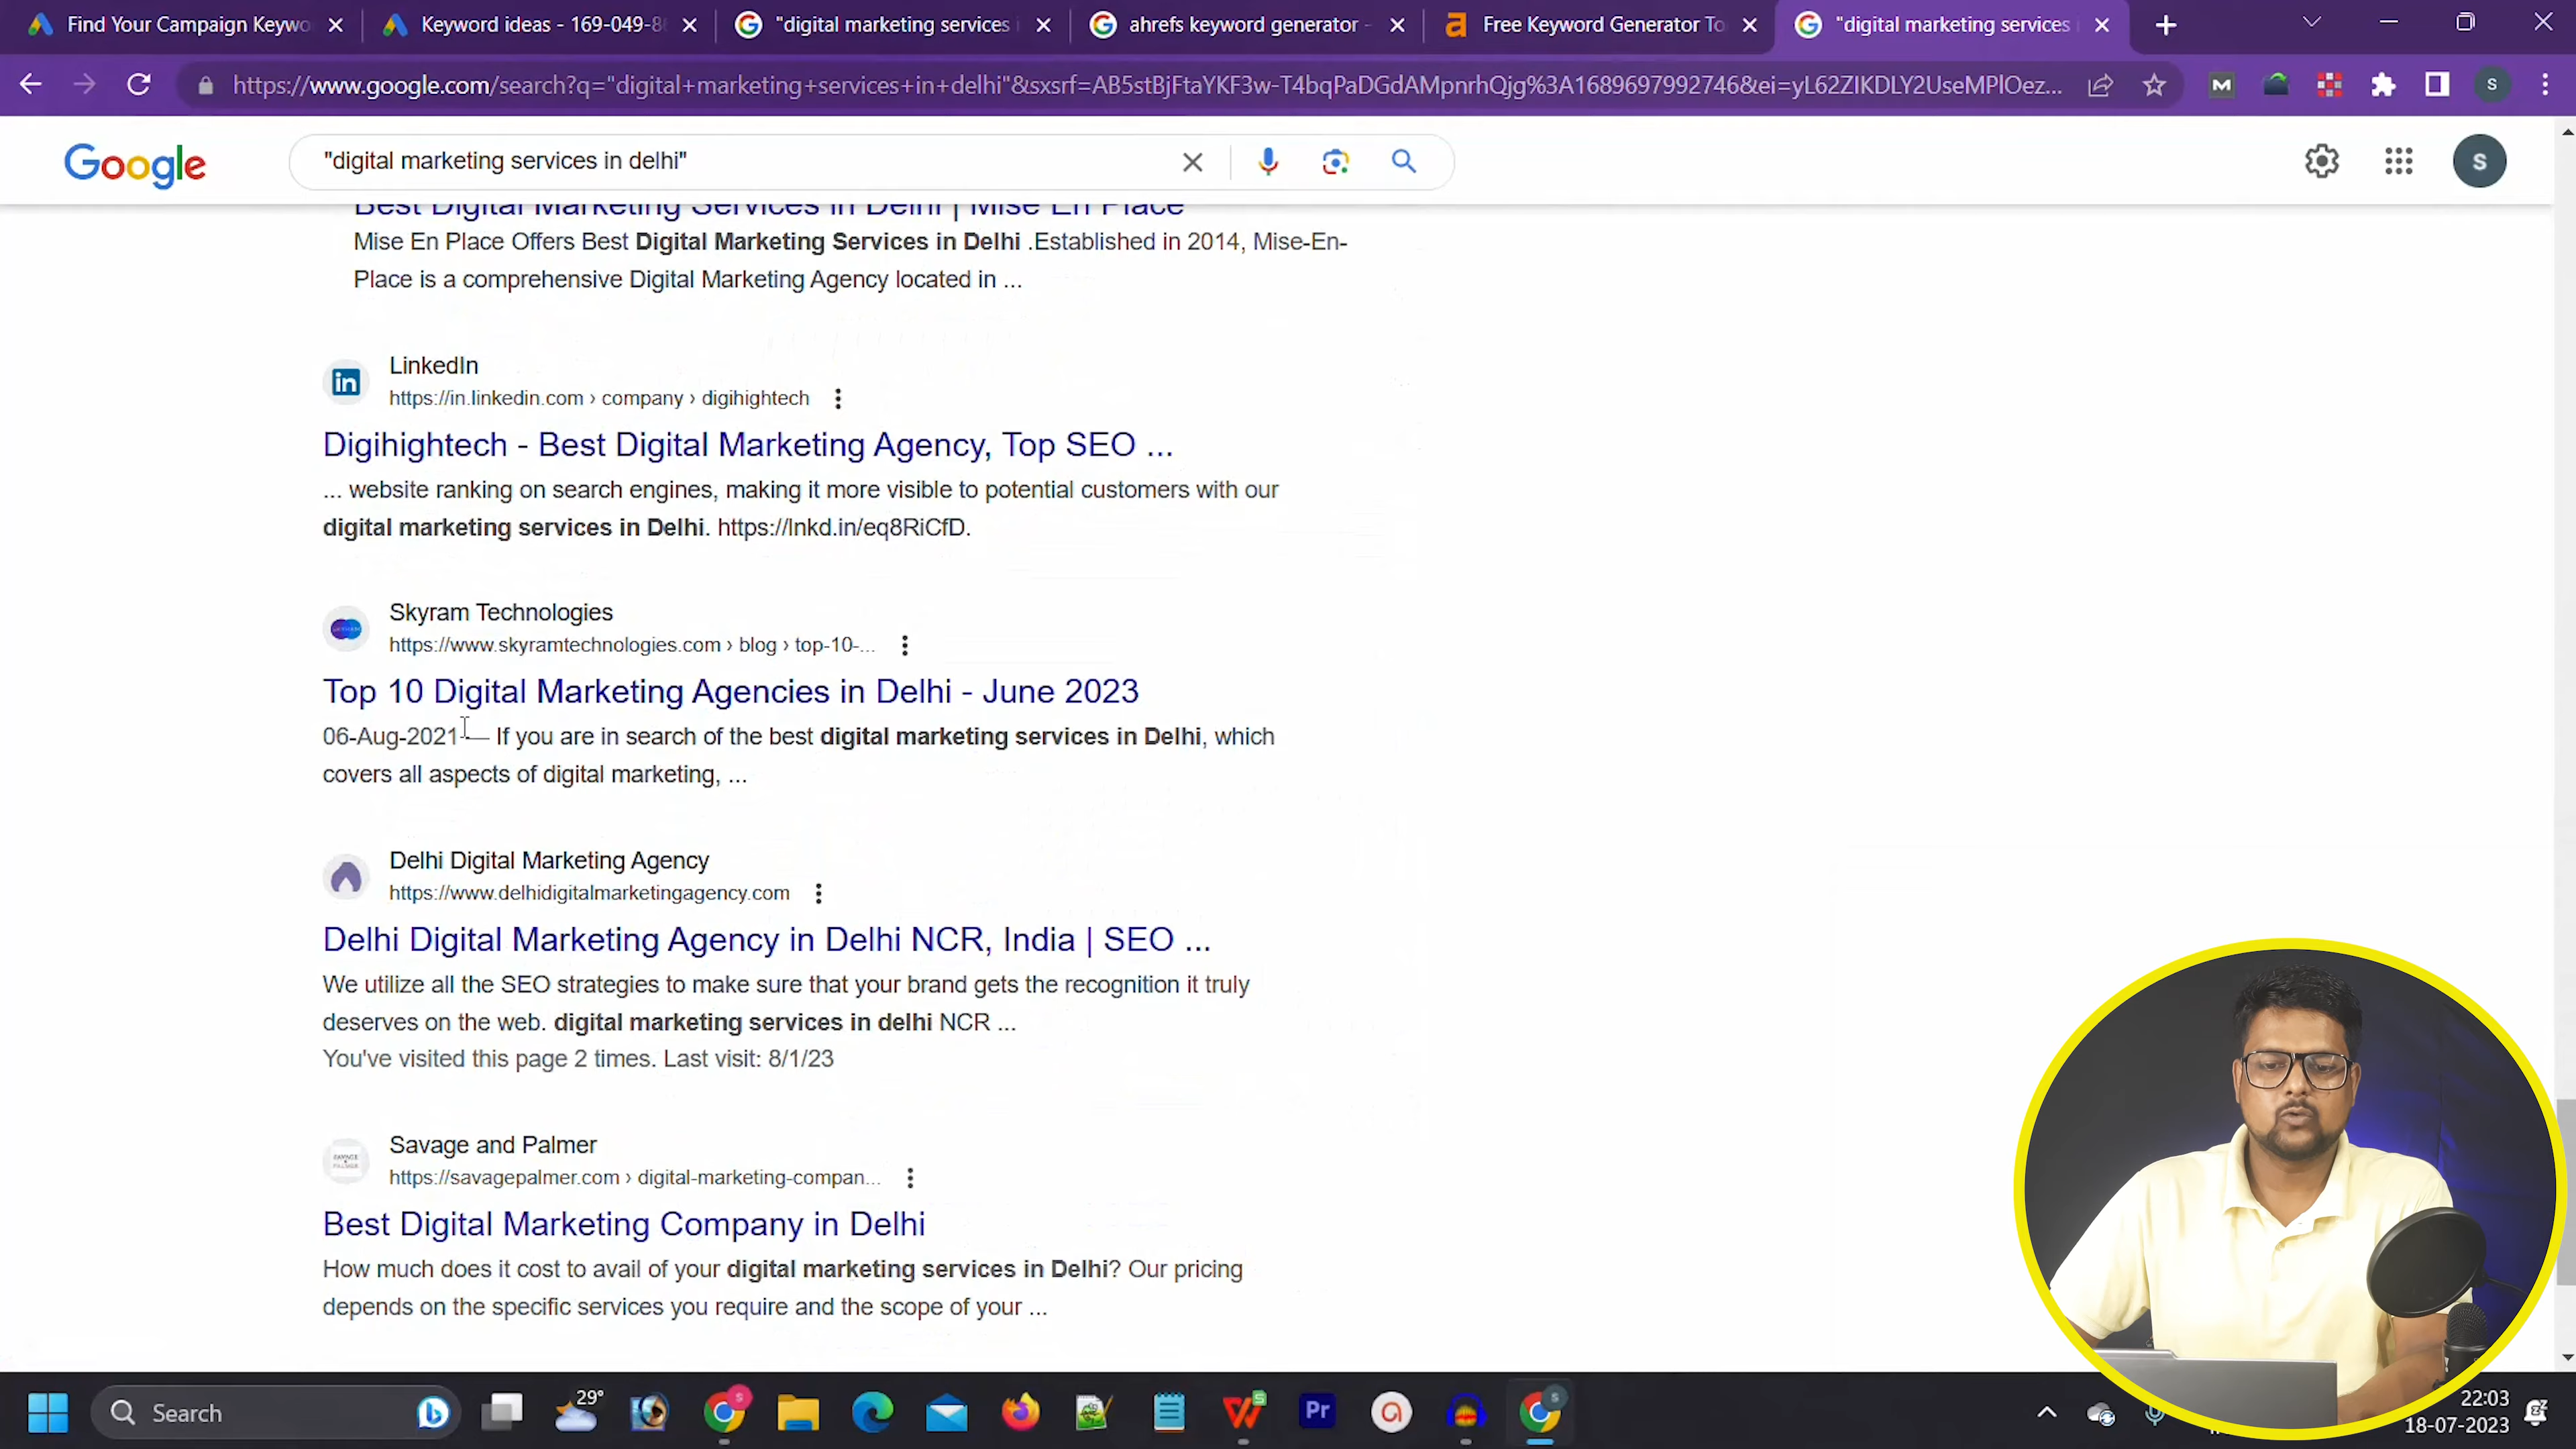 Find Your Campaign Keywo
Keyword ideas - 169-049-8
"digital marketing services i
ahrefs keyword generator -
Free Keyword Generator To
"digital marketing services i
https://www.google.com/search?q="digital+marketing+services+in+delhi"&sxsrf=AB5stBjFtaYKF3w-T4bqPaDGdAMpnrhQjg%3A1689697992746&ei=yL62ZIKDLY2UseMPlOez...
S
Google
"digital marketing services in delhi"
S
Best Digital Marketing Services in Delhi | Mise En Place
Mise En Place Offers Best Digital Marketing Services in Delhi .Established in 2014, Mise-En-
Place is a comprehensive Digital Marketing Agency located in ...
in
LinkedIn
https://in.linkedin.com › company › digihightech
Digihightech - Best Digital Marketing Agency, Top SEO ...
... website ranking on search engines, making it more visible to potential customers with our
digital marketing services in Delhi. https://lnkd.in/eq8RiCfD.
Skyram Technologies
https://www.skyramtechnologies.com › blog › top-10-...
Top 10 Digital Marketing Agencies in Delhi - June 2023
06-Aug-2021 — If you are in search of the best digital marketing services in Delhi, which
covers all aspects of digital marketing, ...
Delhi Digital Marketing Agency
https://www.delhidigitalmarketingagency.com
Delhi Digital Marketing Agency in Delhi NCR, India | SEO ...
We utilize all the SEO strategies to make sure that your brand gets the recognition it truly
deserves on the web. digital marketing services in delhi NCR ...
You've visited this page 2 times. Last visit: 8/1/23
SAVAGE PALMER
Savage and Palmer
https://savagepalmer.com › digital-marketing-compan...
Best Digital Marketing Company in Delhi
How much does it cost to avail of your digital marketing services in Delhi? Our pricing
depends on the specific services you require and the scope of your ...
Search
29°
Pr
22:03
18-07-2023